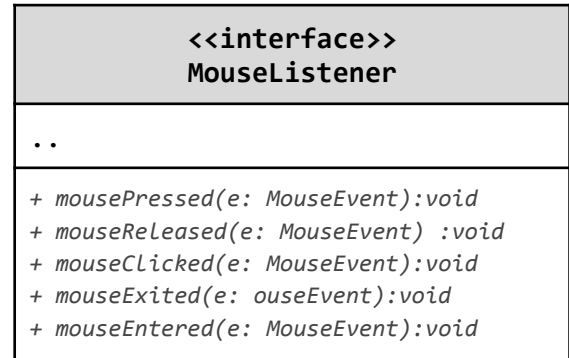 <<interface>>
MouseListener
..
+ mousePressed(e: MouseEvent):void
+ mouseReleased(e: MouseEvent) :void
+ mouseClicked(e: MouseEvent):void
+ mouseExited(e: ouseEvent):void
+ mouseEntered(e: MouseEvent):void